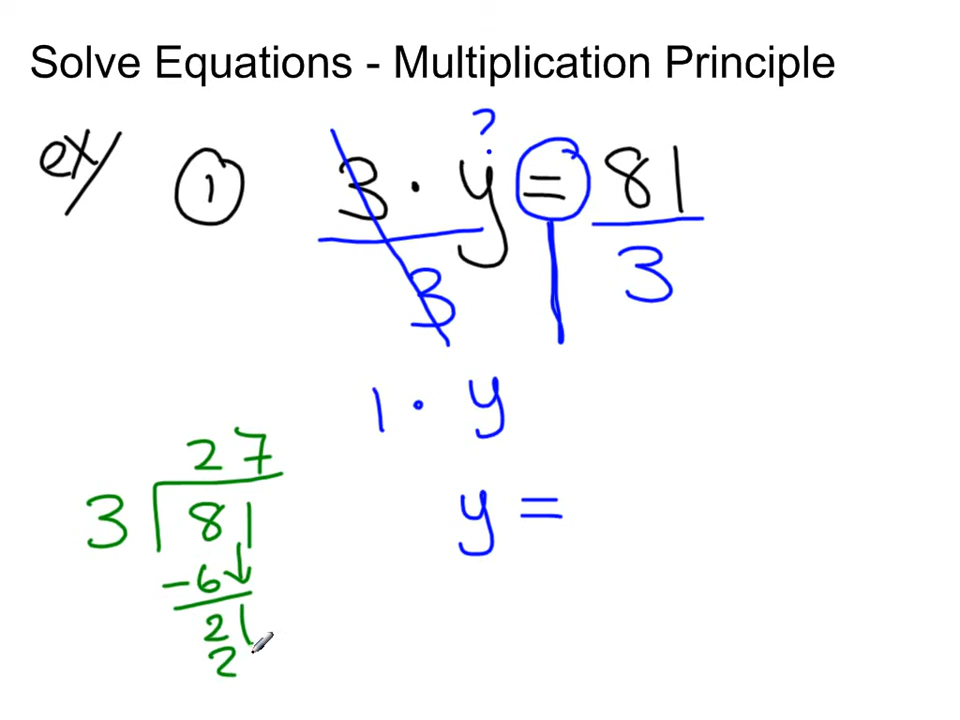 Solve Equations - Multiplication Principle
ex/ ① 3 · y = 81
?
3 3
1 · y
y =
27
3 81
-6
21
2